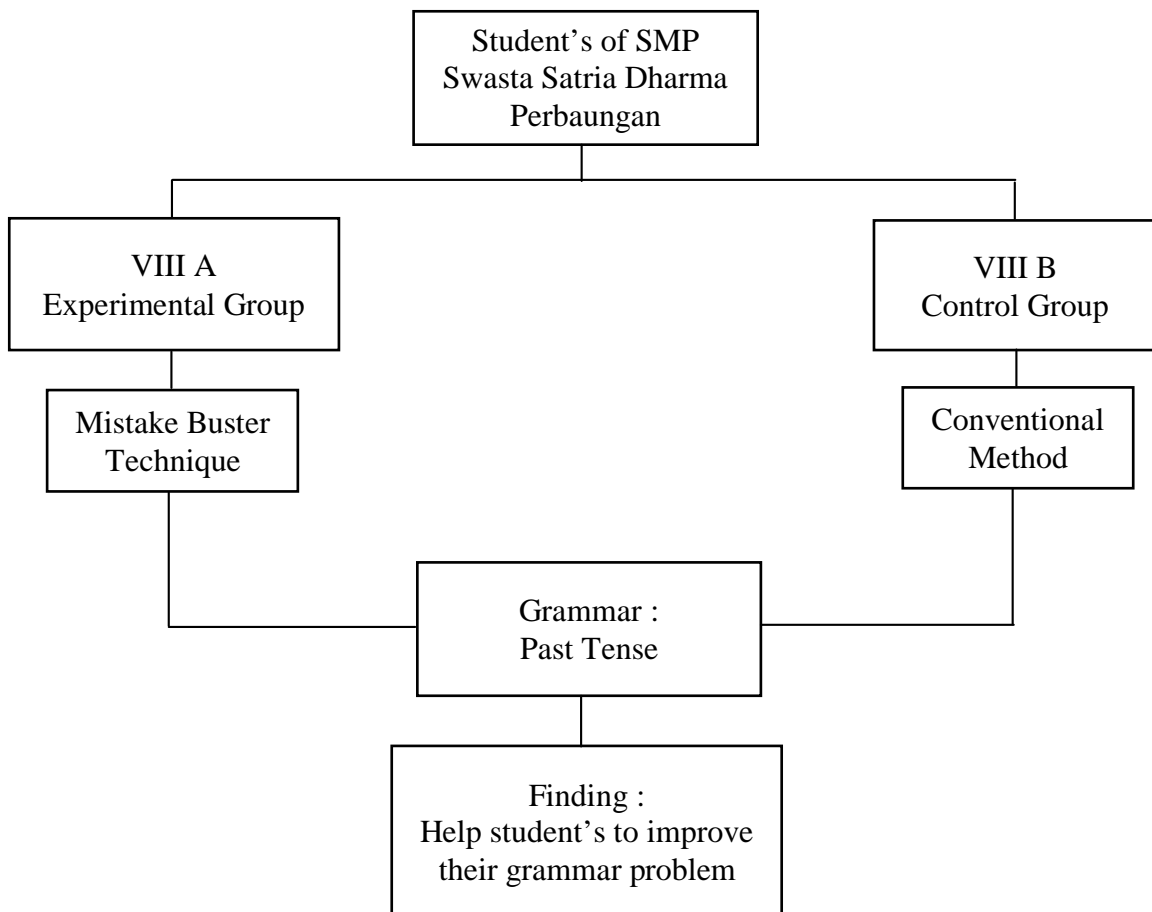 Student’s of SMP
Swasta Satria Dharma
Perbaungan
VIII A
Experimental Group
VIII B
Control Group
Mistake Buster
Technique
Conventional
Method
Grammar :
Past Tense
Finding :
Help student’s to improve
their grammar problem